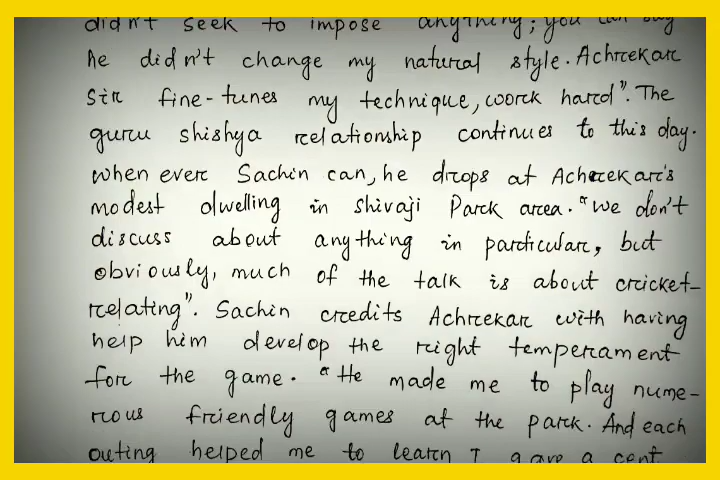 didn't seek to impose anything; you can say
he didn't change my natural style. Achrekar
Sir fine-tunes my technique, work hard". The
guru shishya relationship continues to this day.
when ever Sachin can, he drops at Achrekar's
modest dwelling in Shivaji Park area. "we don't
discuss about anything in particular, but
obviously, much of the talk is about cricket-
relating". Sachin credits Achrekar with having
help him develop the right temperament
for the game. "He made me to play nume-
rous friendly games at the park. And each
outing helped me to learn I gave a cent